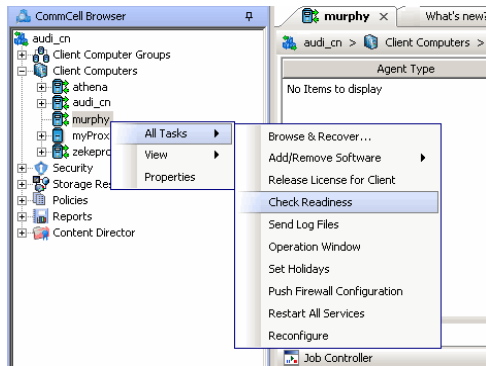 CommCell Browser
audi_cn
Client Computer Groups
Client Computers
athena
audi_cn
murphy
myProx
zekepro
Security
Storage Res
Policies
Reports
Content Director
All Tasks
View
Properties
Browse & Recover...
Add/Remove Software
Release License for Client
Check Readiness
Send Log Files
Operation Window
Set Holidays
Push Firewall Configuration
Restart All Services
Reconfigure
murphy
What's new?
audi_cn > Client Computers >
Agent Type
No Items to display
Job Controller